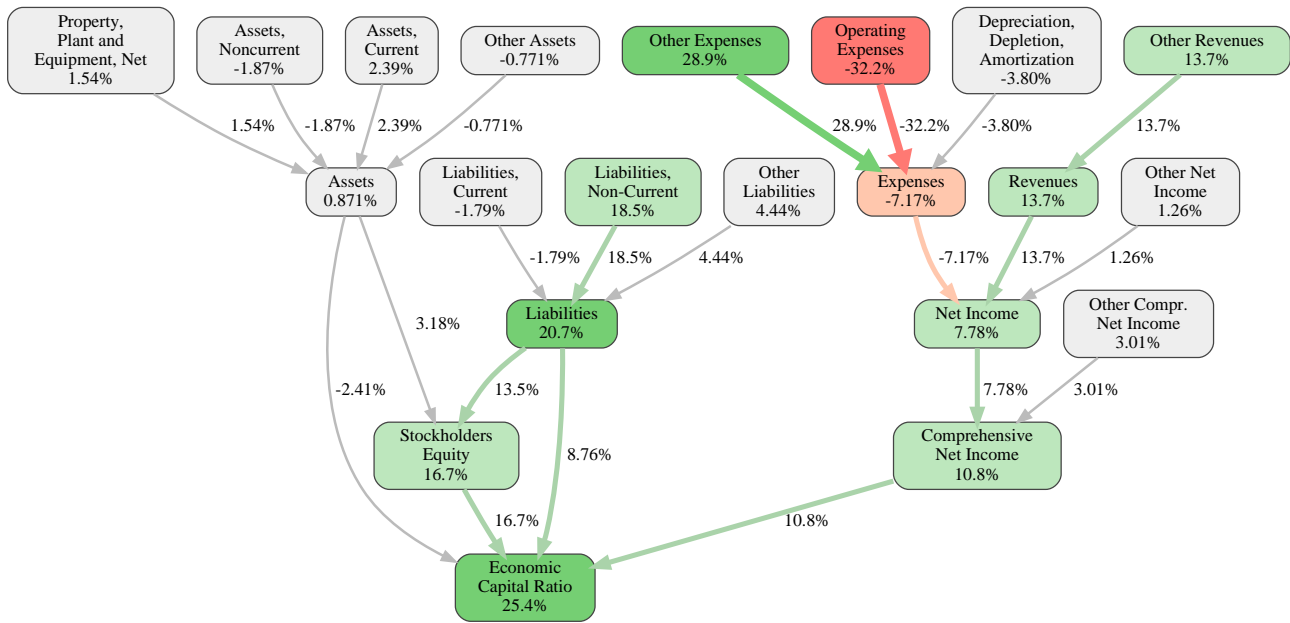 Property,
Plant and
Equipment, Net
1.54%
Assets,
Noncurrent
-1.87%
Assets,
Current
2.39%
Other Assets
-0.771%
Other Expenses
28.9%
Operating
Expenses
-32.2%
Depreciation,
Depletion,
Amortization
-3.80%
Other Revenues
13.7%
1.54%
-1.87%
2.39%
-0.771%
28.9%
-32.2%
-3.80%
13.7%
Assets
0.871%
Liabilities,
Current
-1.79%
Liabilities,
Non-Current
18.5%
Other
Liabilities
4.44%
Expenses
-7.17%
Revenues
13.7%
Other Net
Income
1.26%
-1.79%
18.5%
4.44%
-7.17%
13.7%
1.26%
3.18%
Liabilities
20.7%
Net Income
7.78%
Other Compr.
Net Income
3.01%
-2.41%
13.5%
7.78%
3.01%
Stockholders
Equity
16.7%
8.76%
Comprehensive
Net Income
10.8%
16.7%
10.8%
Economic
Capital Ratio
25.4%